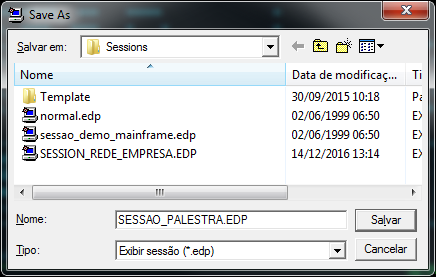 Save As
Salvar em:
Sessions
Nome
Data de modificaç...
Ti
Template
30/09/2015 10:18
Pa
normal.edp
02/06/1999 06:50
EX
sessao_demo_mainframe.edp
02/06/1999 06:50
EX
SESSION_REDE_EMPRESA.EDP
14/12/2016 13:14
EX
Nome:
SESSAO_PALESTRA.EDP
Salvar
Tipo:
Exibir sessão (*.edp)
Cancelar